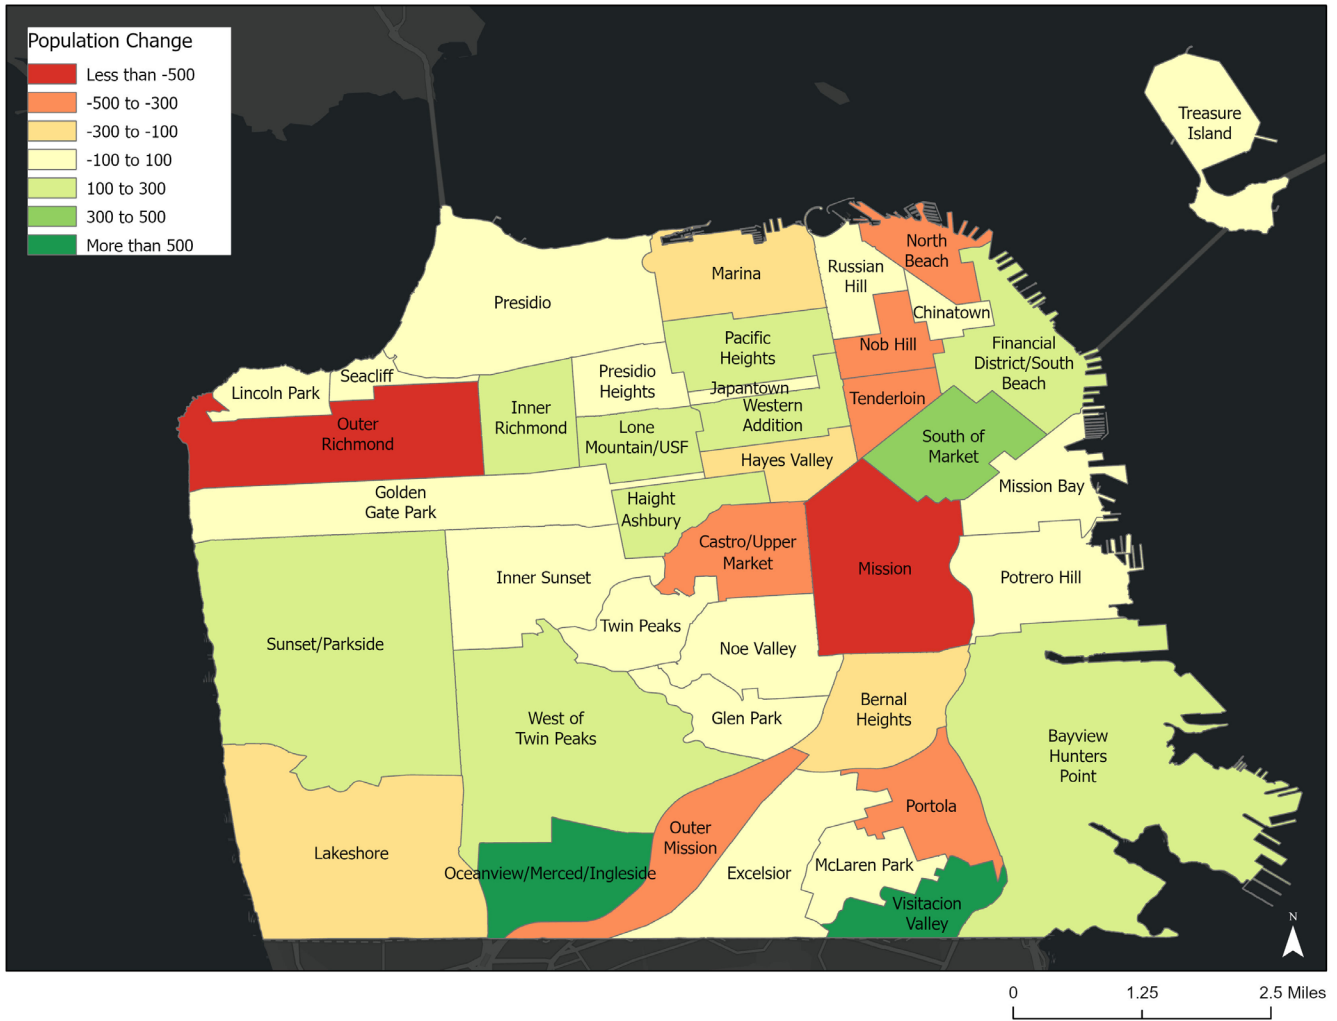 Population Change
Less than -500
-500 to -300
-300 to -100
-100 to 100
100 to 300
300 to 500
More than 500
Treasure
Island
North
Beach
Russian
Hill
Marina
Presidio
Chinatown
Pacific
Heights
Nob Hill
Financial
District/South
Beach
Seacliff
Lincoln Park
Presidio
Heights
Japantown
Tenderloin
Inner
Richmond
Western
Addition
Outer
Richmond
Lone
Mountain/USF
South of
Market
Hayes Valley
Mission Bay
Golden
Gate Park
Haight
Ashbury
Castro/Upper
Market
Mission
Inner Sunset
Potrero Hill
Twin Peaks
Sunset/Parkside
Noe Valley
Bernal
Heights
Glen Park
West of
Twin Peaks
Bayview
Hunters
Point
Portola
Outer
Mission
Lakeshore
McLaren Park
Oceanview/Merced/Ingleside
Excelsior
Visitacion
Valley
N
0 1.25 2.5 Miles